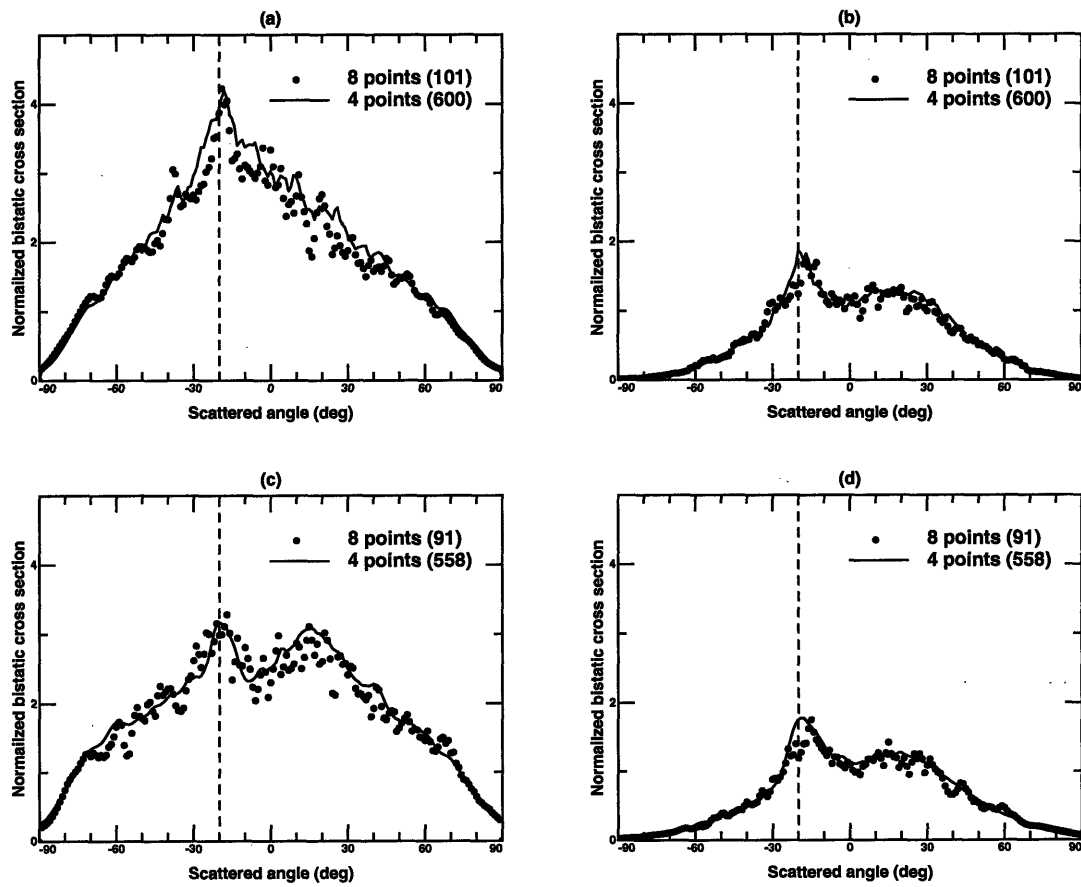 (a)
Normailzed bistatic cross section
8 points (101)
4 points (600)
4
2
0
-90
-60
-30
0
30
60
90
Scattered angle (deg)
(b)
Normailzed bistatic cross section
8 points (101)
4 points (600)
4
2
0
-90
-60
-30
0
30
60
90
Scattered angle (deg)
(c)
Normailzed bistatic cross section
8 points (91)
4 points (558)
4
2
0
-90
-60
-30
0
30
60
90
Scattered angle (deg)
(d)
Normailzed bistatic cross section
8 points (91)
4 points (558)
4
2
0
-90
-60
-30
0
30
60
90
Scattered angle (deg)